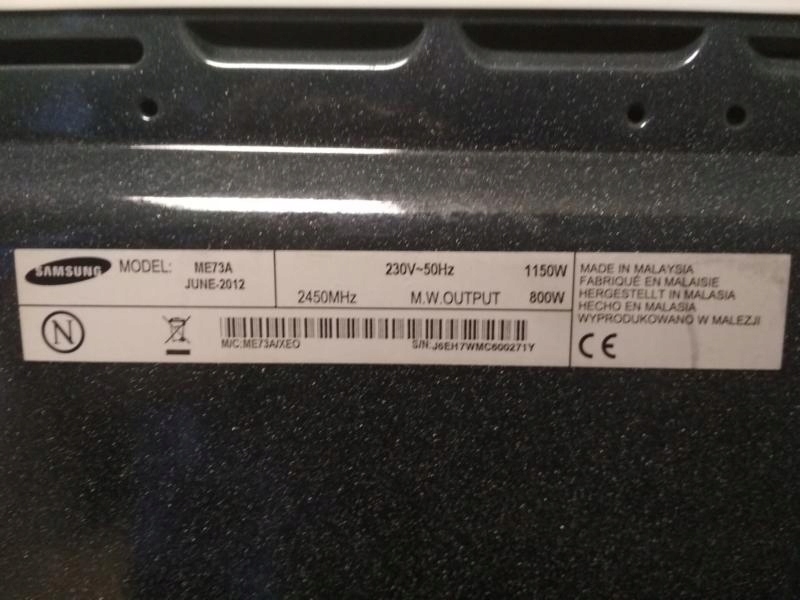 SAMSUNG MODEL: ME73A
JUNE-2012
230V~50Hz 1150W
2450MHz M.W.OUTPUT 800W
MADE IN MALAYSIA
FABRIQUÉ EN MALAISIE
HERGESTELLT IN MALASIA
HECHO EN MALASIA
WYPRODUKOWANO W MALEZJI
N
M/C:ME73A/XEO S/N:J6EH7WMC600271Y
CE